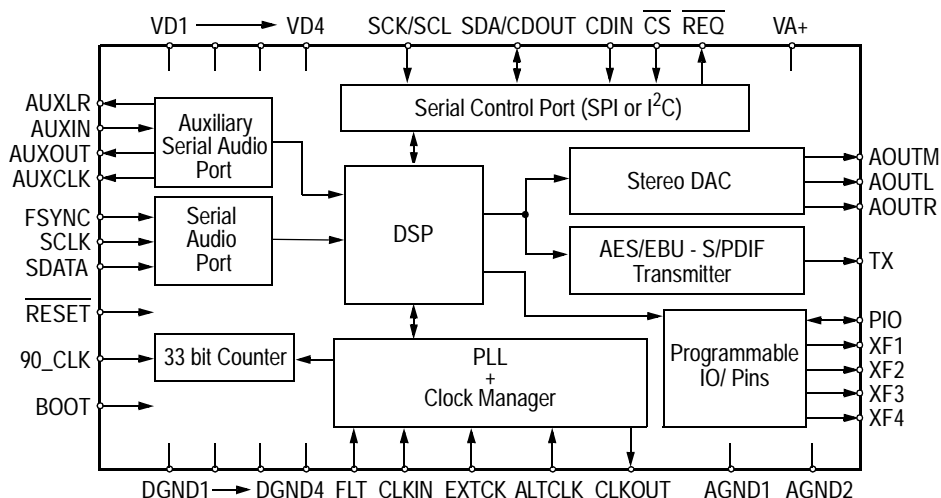 VD1 VD4 SCK/SCL SDA/CDOUT CDIN CS REQ VA+
Serial Control Port (SPI or I²C)
AUXLR
AUXIN
AUXOUT
AUXCLK
Auxiliary
Serial Audio
Port
FSYNC
SCLK
SDATA
Serial
Audio
Port
DSP
Stereo DAC
AOUTM
AOUTL
AOUTR
AES/EBU - S/PDIF
Transmitter
TX
RESET
90_CLK
BOOT
33 bit Counter
PLL
+
Clock Manager
Programmable
IO/ Pins
PIO
XF1
XF2
XF3
XF4
DGND1 DGND4 FLT CLKIN EXTCK ALTCLK CLKOUT AGND1 AGND2